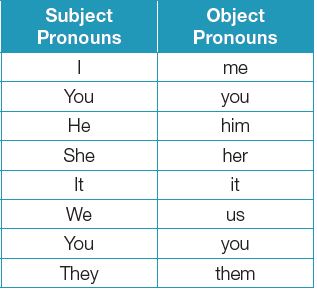 Subject Object
Pronouns Pronouns
I me
You you
He him
She her
It it
We us
You you
They them